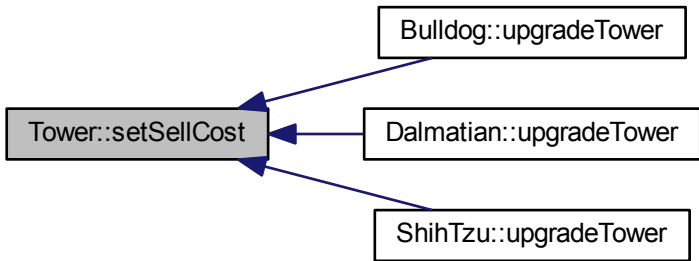 Bulldog::upgradeTower
Tower::setSellCost
Dalmatian::upgradeTower
ShihTzu::upgradeTower